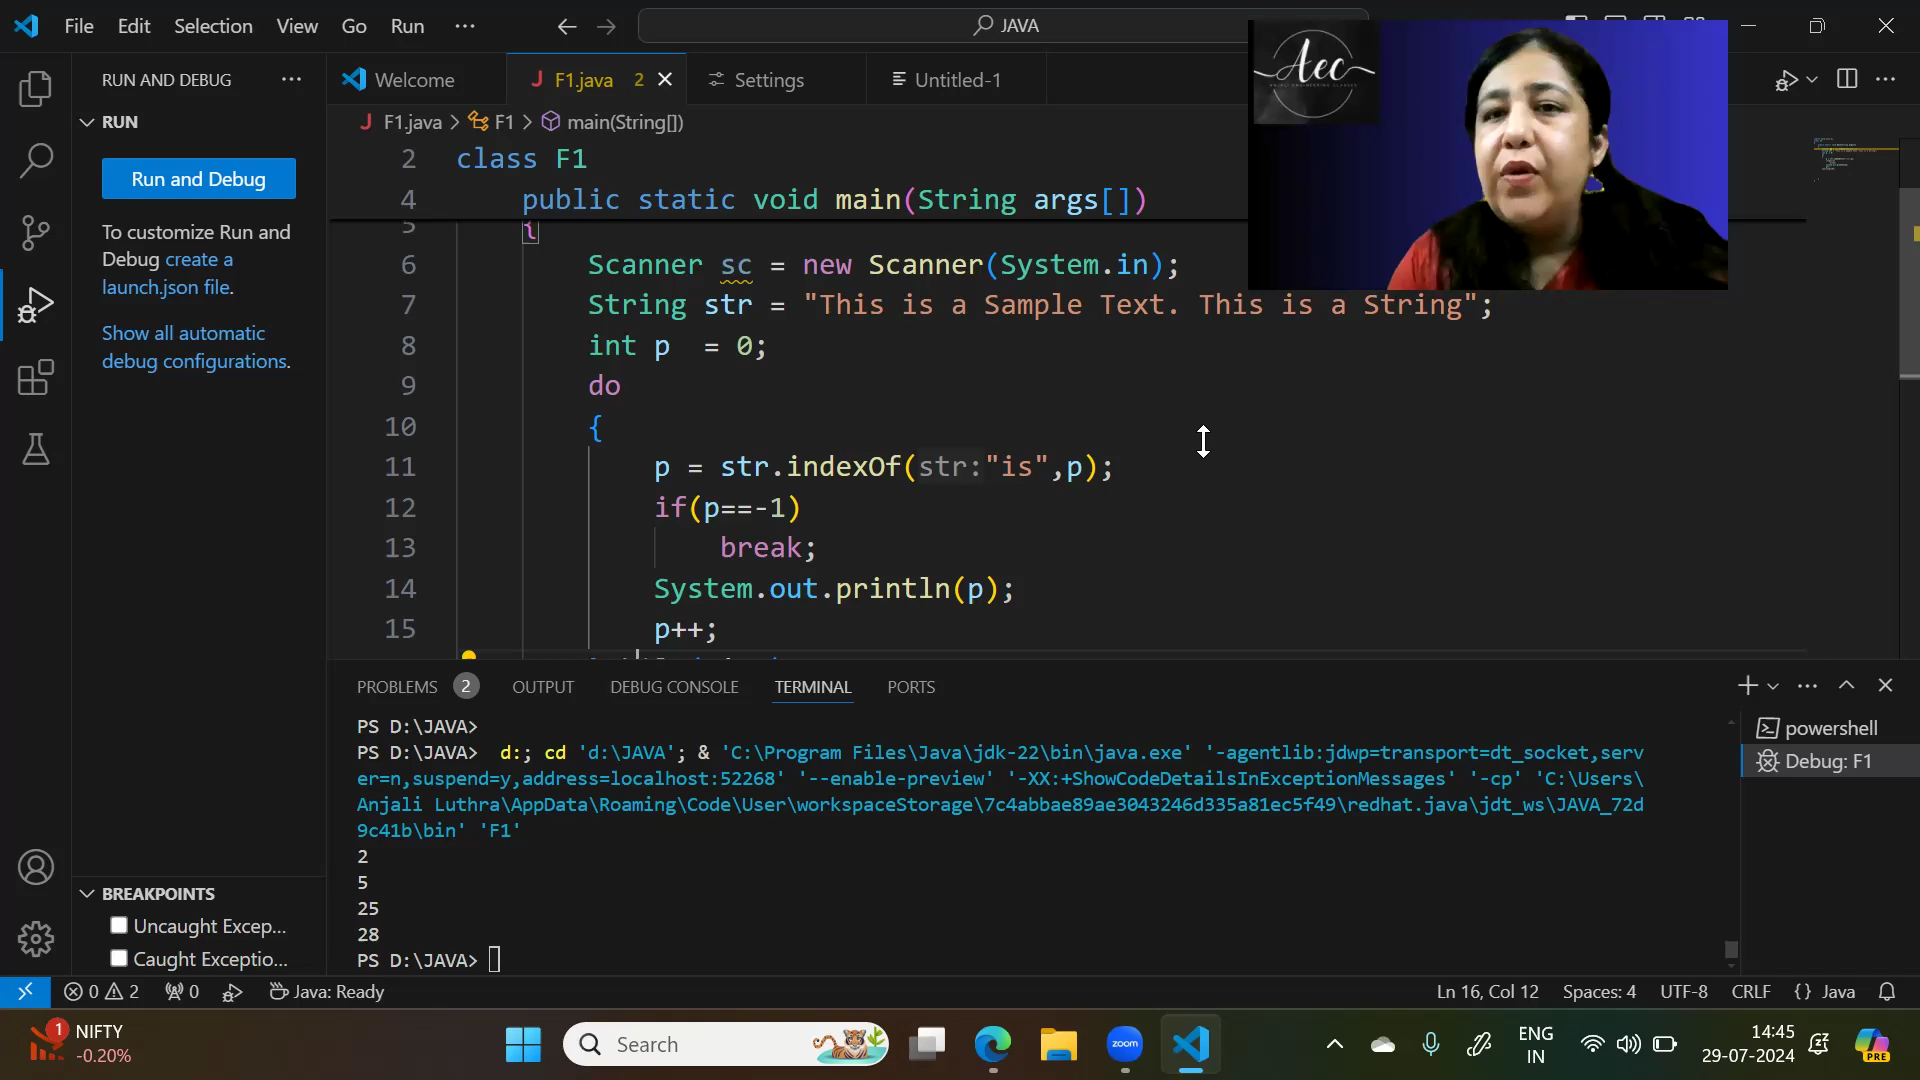 File Edit Selection View Go Run ··· JAVA
RUN AND DEBUG ···
Welcome F1.java 2 Settings Untitled-1
RUN
Run and Debug
To customize Run and
Debug create a
launch.json file.
Show all automatic
debug configurations.
BREAKPOINTS
Uncaught Excep...
Caught Exceptio...
F1.java > F1 > main(String[])
2 class F1
4 public static void main(String args[])
5 {
6 Scanner sc = new Scanner(System.in);
7 String str = "This is a Sample Text. This is a String";
8 int p  = 0;
9 do
10 {
11 p = str.indexOf(str:"is",p);
12 if(p==-1)
13 break;
14 System.out.println(p);
15 p++;
Aec
PROBLEMS 2 OUTPUT DEBUG CONSOLE TERMINAL PORTS
PS D:\JAVA>
PS D:\JAVA>  d:; cd 'd:\JAVA'; & 'C:\Program Files\Java\jdk-22\bin\java.exe' '-agentlib:jdwp=transport=dt_socket,serv
er=n,suspend=y,address=localhost:52268' '--enable-preview' '-XX:+ShowCodeDetailsInExceptionMessages' '-cp' 'C:\Users\
Anjali Luthra\AppData\Roaming\Code\User\workspaceStorage\7c4abbae89ae3043246d335a81ec5f49\redhat.java\jdt_ws\JAVA_72d
9c41b\bin' 'F1'
2
5
25
28
PS D:\JAVA>
powershell
Debug: F1
0 2 0 Java: Ready Ln 16, Col 12 Spaces: 4 UTF-8 CRLF {} Java
1 NIFTY
-0.20%
Search
zoom
ENG
IN
14:45
29-07-2024
PRE